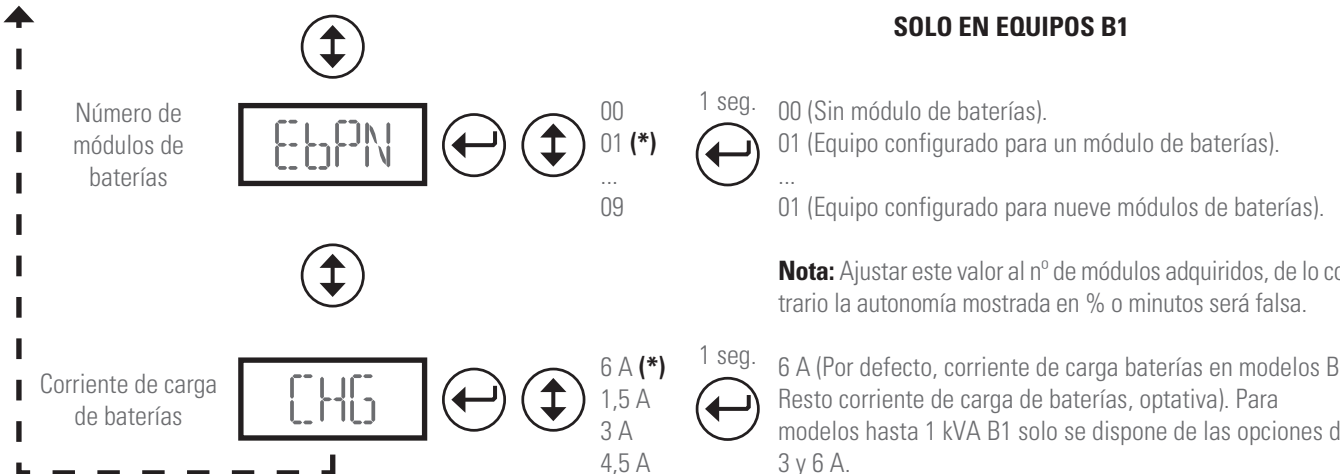 SOLO EN EQUIPOS B1
Número de
módulos de
baterías
EbPN
00
01 (*)
...
09
1 seg.
00 (Sin módulo de baterías).
01 (Equipo configurado para un módulo de baterías).
...
01 (Equipo configurado para nueve módulos de baterías).
Nota: Ajustar este valor al nº de módulos adquiridos, de lo co
trario la autonomía mostrada en % o minutos será falsa.
Corriente de carga
de baterías
CHG
6 A (*)
1,5 A
3 A
4,5 A
1 seg.
6 A (Por defecto, corriente de carga baterías en modelos B
Resto corriente de carga de baterías, optativa). Para
modelos hasta 1 kVA B1 solo se dispone de las opciones d
3 y 6 A.